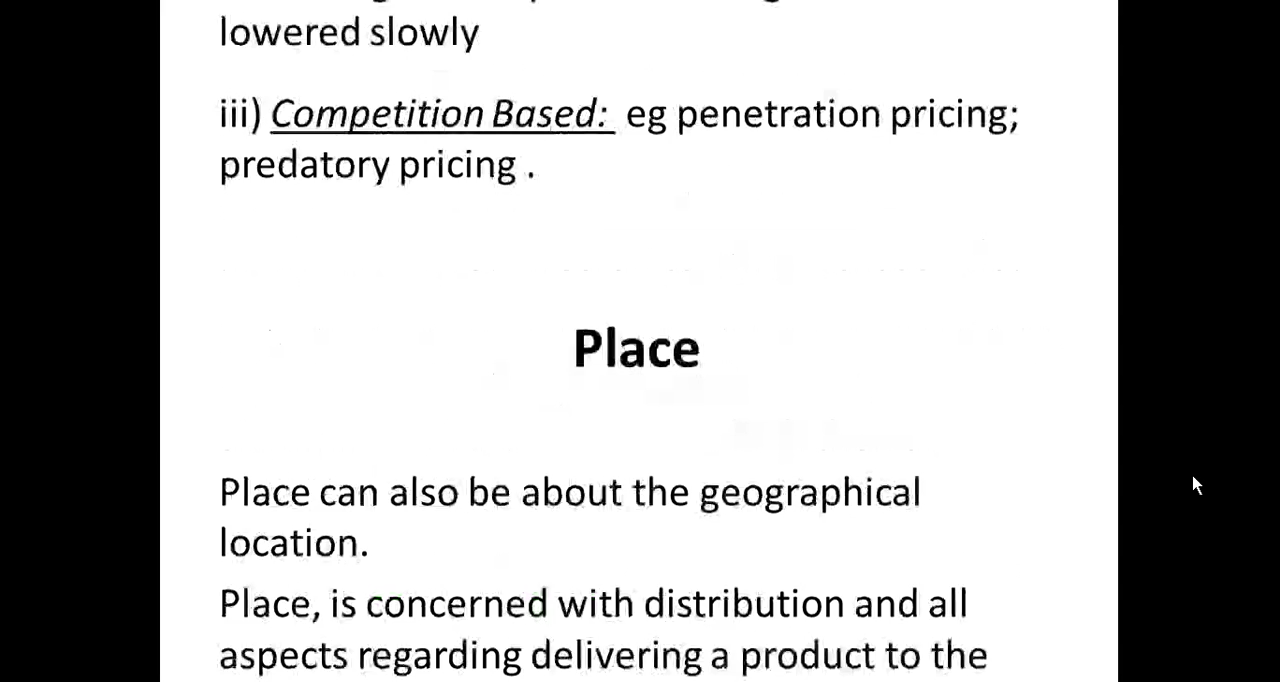 lowered slowly
iii) Competition Based: eg penetration pricing;
predatory pricing .
Place
Place can also be about the geographical
location.
Place, is concerned with distribution and all
aspects regarding delivering a product to the